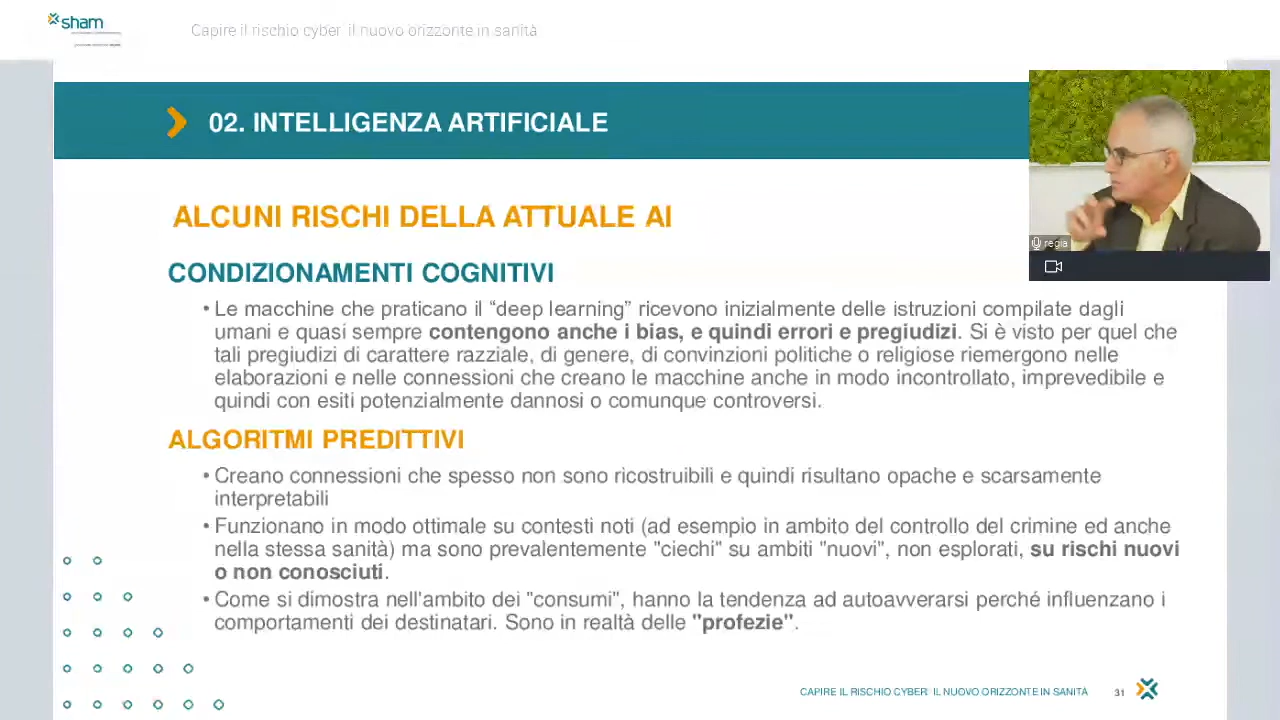 sham
Capire il rischio cyber il nuovo orizzonte in sanità
02. INTELLIGENZA ARTIFICIALE
regia
ALCUNI RISCHI DELLA ATTUALE AI
CONDIZIONAMENTI COGNITIVI
• Le macchine che praticano il “deep learning” ricevono inizialmente delle istruzioni compilate dagli
umani e quasi sempre contengono anche i bias, e quindi errori e pregiudizi. Si è visto per quel che
tali pregiudizi di carattere razziale, di genere, di convinzioni politiche o religiose riemergono nelle
elaborazioni e nelle connessioni che creano le macchine anche in modo incontrollato, imprevedibile e
quindi con esiti potenzialmente dannosi o comunque controversi.
ALGORITMI PREDITTIVI
• Creano connessioni che spesso non sono ricostruibili e quindi risultano opache e scarsamente
interpretabili
• Funzionano in modo ottimale su contesti noti (ad esempio in ambito del controllo del crimine ed anche
nella stessa sanità) ma sono prevalentemente "ciechi" su ambiti "nuovi", non esplorati, su rischi nuovi
o non conosciuti.
• Come si dimostra nell'ambito dei "consumi", hanno la tendenza ad autoavverarsi perché influenzano i
comportamenti dei destinatari. Sono in realtà delle "profezie".
CAPIRE IL RISCHIO CYBER IL NUOVO ORIZZONTE IN SANITÀ 31